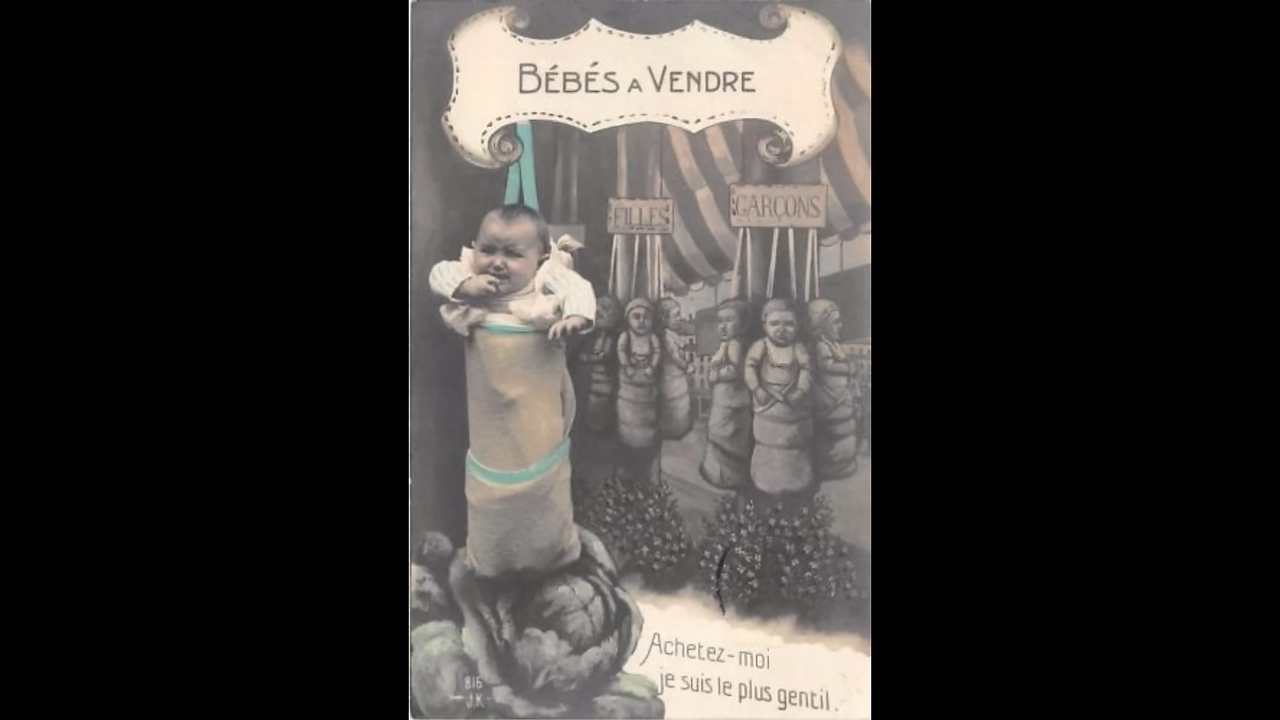 BÉBÉS A VENDRE
FILLES
GARÇONS
Achetez-moi
je suis le plus gentil.
816
J.K